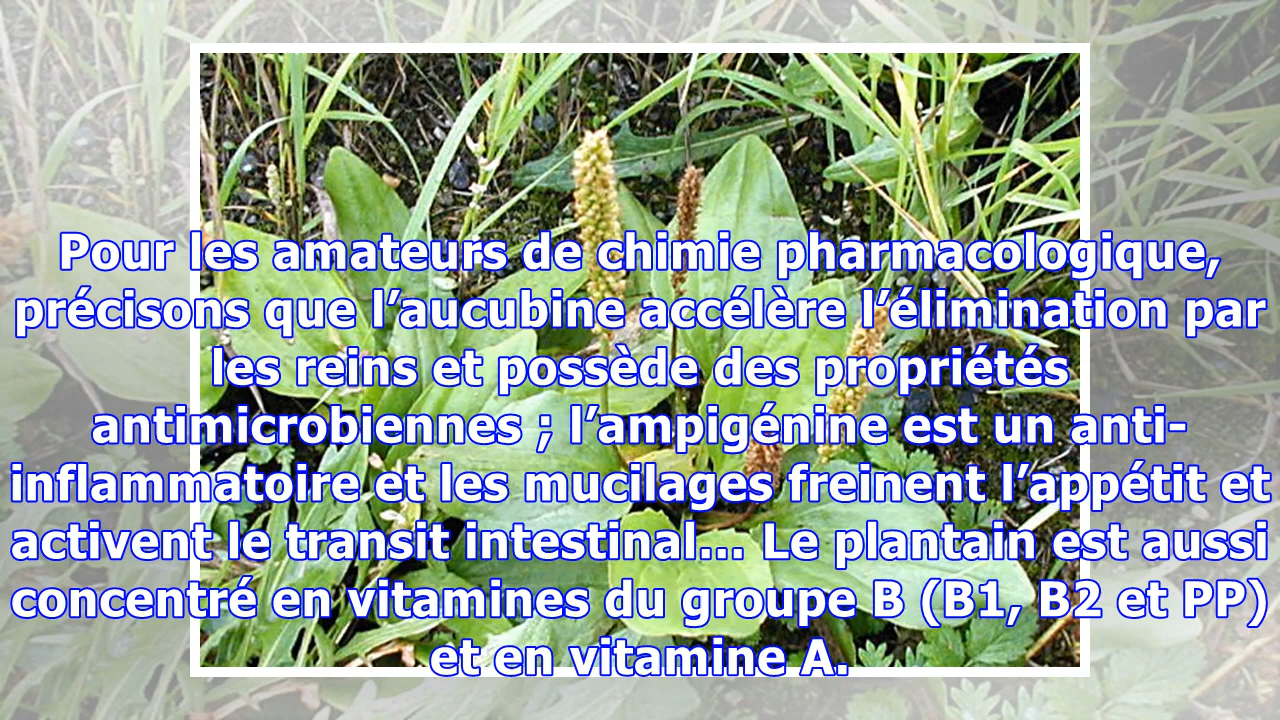 Pour les amateurs de chimie pharmacologique,
précisons que l’aucubine accélère l’élimination par
les reins et possède des propriétés
antimicrobiennes ; l’ampigénine est un anti-
inflammatoire et les mucilages freinent l’appétit et
activent le transit intestinal... Le plantain est aussi
concentré en vitamines du groupe B (B1, B2 et PP)
et en vitamine A.